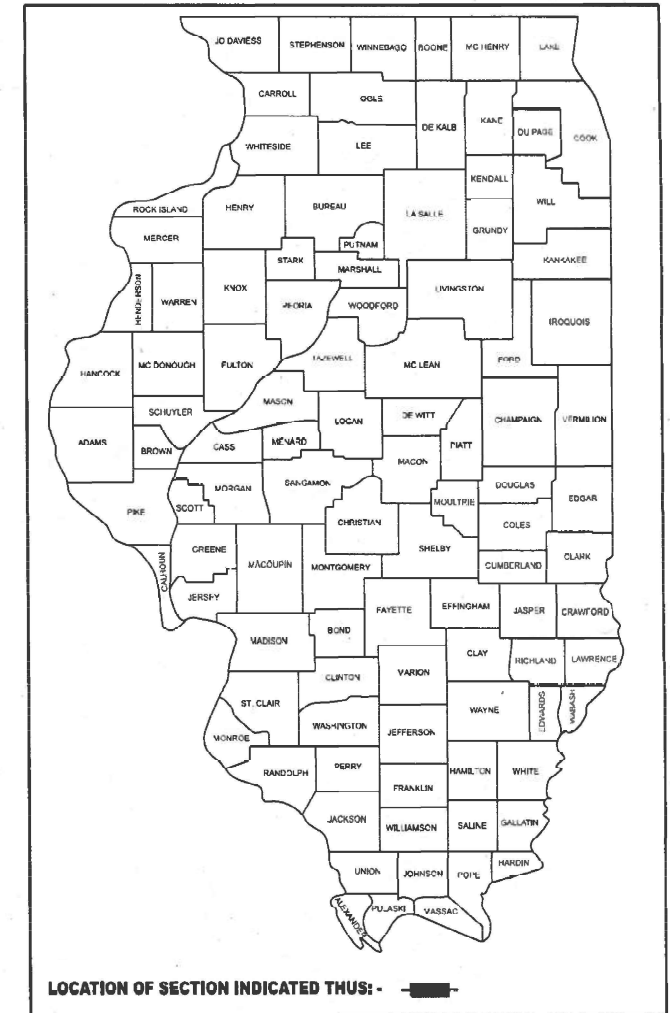 JO DAVIESS
STEPHENSON
WINNEBAGO
BOONE
MC HENRY
LAKE
CARROLL
OGLE
DE KALB
KANE
DU PAGE
COOK
WHITESIDE
LEE
KENDALL
WILL
ROCK ISLAND
HENRY
BUREAU
LA SALLE
GRUNDY
MERCER
PUTNAM
STARK
MARSHALL
KANKAKEE
HENDERSON
WARREN
KNOX
PEORIA
WOODFORD
LIVINGSTON
IROQUOIS
HANCOCK
MC DONOUGH
FULTON
TAZEWELL
MC LEAN
FORD
SCHUYLER
MASON
LOGAN
DE WITT
CHAMPAIGN
VERMILION
ADAMS
BROWN
CASS
MENARD
MACON
PIATT
PIKE
SCOTT
MORGAN
SANGAMON
CHRISTIAN
MOULTRIE
DOUGLAS
EDGAR
COLES
CALHOUN
GREENE
MACOUPIN
MONTGOMERY
SHELBY
CUMBERLAND
CLARK
JERSEY
MADISON
BOND
FAYETTE
EFFINGHAM
JASPER
CRAWFORD
CLINTON
MARION
CLAY
RICHLAND
LAWRENCE
ST. CLAIR
WASHINGTON
JEFFERSON
WAYNE
EDWARDS
WABASH
MONROE
RANDOLPH
PERRY
FRANKLIN
HAMILTON
WHITE
JACKSON
WILLIAMSON
SALINE
GALLATIN
UNION
JOHNSON
POPE
HARDIN
ALEXANDER
PULASKI
MASSAC
LOCATION OF SECTION INDICATED THUS: -